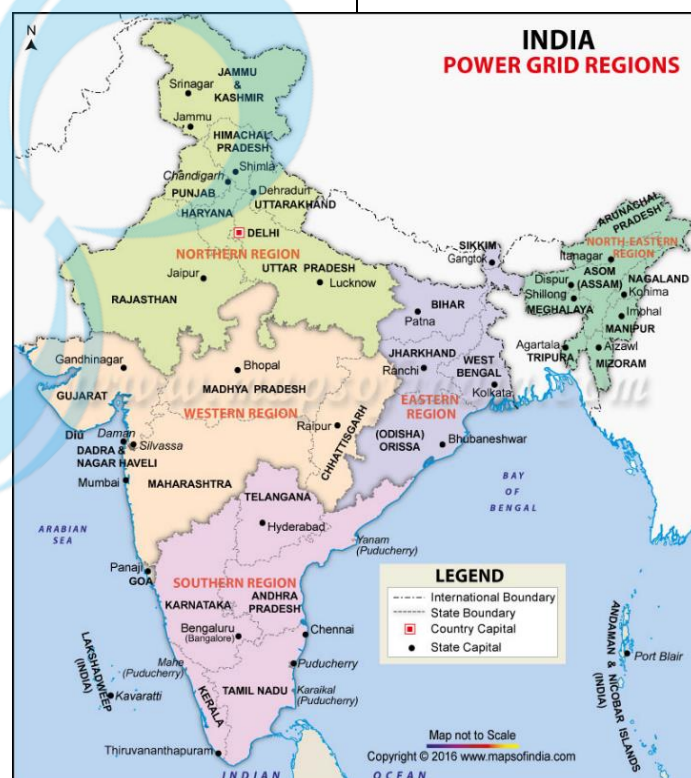 INDIA
POWER GRID REGIONS
N
JAMMU
&
KASHMIR
Srinagar
Jammu
HIMACHAL
PRADESH
Shimla
Chandigarh
PUNJAB
Dehradun
UTTARAKHAND
HARYANA
DELHI
NORTHERN REGION
UTTAR PRADESH
Jaipur
Lucknow
RAJASTHAN
SIKKIM
Gangtok
ARUNACHAL
PRADESH
NORTH-EASTERN
REGION
Itanagar
ASOM
(ASSAM)
NAGALAND
Dispur
Shillong
Kohima
MEGHALAYA
Imphal
MANIPUR
Agartala
Aizawl
TRIPURA
MIZORAM
BIHAR
Patna
JHARKHAND
Ranchi
WEST
BENGAL
Kolkata
EASTERN
REGION
(ODISHA)
ORISSA
Bhubaneshwar
Gandhinagar
Bhopal
MADHYA PRADESH
GUJARAT
WESTERN REGION
Raipur
CHHATTISGARH
Diu
Daman
Silvassa
DADRA &
NAGAR HAVELI
Mumbai
MAHARASHTRA
TELANGANA
Hyderabad
BAY
OF
BENGAL
ARABIAN
SEA
Yanam
(Puducherry)
Panaji
GOA
SOUTHERN REGION
KARNATAKA
ANDHRA
PRADESH
Bengaluru
(Bangalore)
Chennai
Mahe
(Puducherry)
Puducherry
LAKSHADWEEP
(INDIA)
Kavaratti
KERALA
TAMIL NADU
Karaikal
(Puducherry)
Thiruvananthapuram
INDIAN OCEAN
LEGEND
International Boundary
State Boundary
Country Capital
State Capital
ANDAMAN & NICOBAR ISLANDS
(INDIA)
Port Blair
Map not to Scale
Copyright © 2016 www.mapsofindia.com